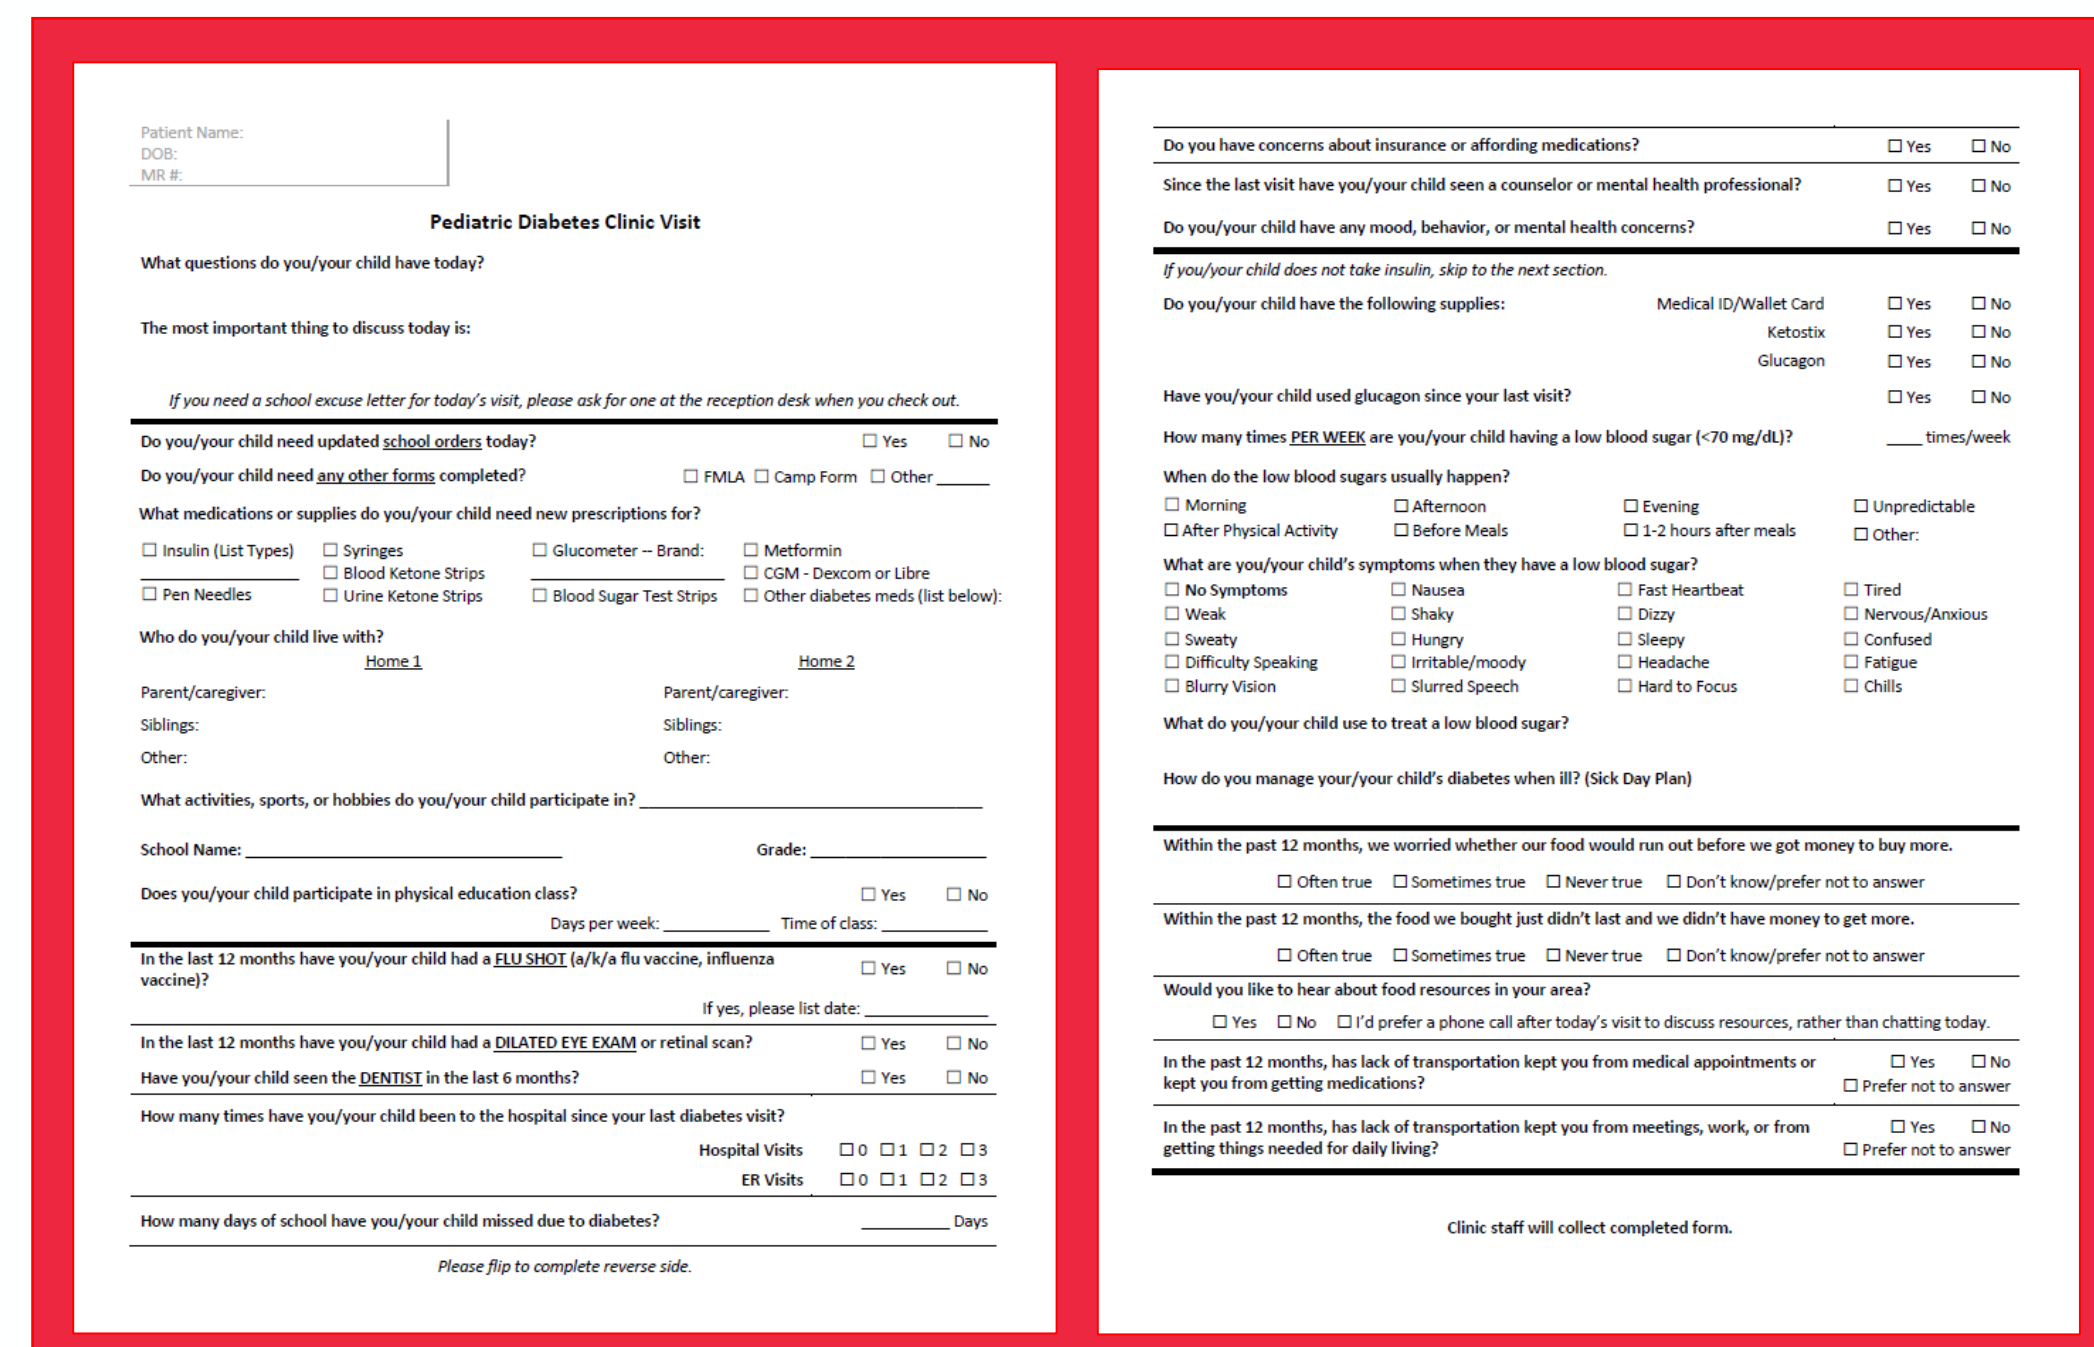 Patient Name:
DOB:
MR #:
Pediatric Diabetes Clinic Visit
What questions do you/your child have today?
The most important thing to discuss today is:
If you need a school excuse letter for today's visit, please ask for one at the reception desk when you check out.
Do you/your child need updated school orders today? ☐ Yes ☐ No
Do you/your child need any other forms completed? ☐ FMLA ☐ Camp Form ☐ Other ______
What medications or supplies do you/your child need new prescriptions for?
☐ Insulin (List Types) ☐ Syringes ☐ Glucometer -- Brand: ☐ Metformin
__________________ ☐ Blood Ketone Strips ______________________ ☐ CGM - Dexcom or Libre
☐ Pen Needles ☐ Urine Ketone Strips ☐ Blood Sugar Test Strips ☐ Other diabetes meds (list below):
Who do you/your child live with?
Home 1 Home 2
Parent/caregiver: Parent/caregiver:
Siblings: Siblings:
Other: Other:
What activities, sports, or hobbies do you/your child participate in? ______________________________________
School Name: ___________________________________ Grade: ____________________
Does you/your child participate in physical education class? ☐ Yes ☐ No
Days per week: ____________ Time of class: ____________
In the last 12 months have you/your child had a FLU SHOT (a/k/a flu vaccine, influenza
vaccine)? ☐ Yes ☐ No
If yes, please list date: ______________
In the last 12 months have you/your child had a DILATED EYE EXAM or retinal scan? ☐ Yes ☐ No
Have you/your child seen the DENTIST in the last 6 months? ☐ Yes ☐ No
How many times have you/your child been to the hospital since your last diabetes visit?
Hospital Visits ☐ 0 ☐ 1 ☐ 2 ☐ 3
ER Visits ☐ 0 ☐ 1 ☐ 2 ☐ 3
How many days of school have you/your child missed due to diabetes? __________ Days
Please flip to complete reverse side.
Do you have concerns about insurance or affording medications? ☐ Yes ☐ No
Since the last visit have you/your child seen a counselor or mental health professional? ☐ Yes ☐ No
Do you/your child have any mood, behavior, or mental health concerns? ☐ Yes ☐ No
If you/your child does not take insulin, skip to the next section.
Do you/your child have the following supplies: Medical ID/Wallet Card ☐ Yes ☐ No
Ketostix ☐ Yes ☐ No
Glucagon ☐ Yes ☐ No
Have you/your child used glucagon since your last visit? ☐ Yes ☐ No
How many times PER WEEK are you/your child having a low blood sugar (<70 mg/dL)? ____ times/week
When do the low blood sugars usually happen?
☐ Morning ☐ Afternoon ☐ Evening ☐ Unpredictable
☐ After Physical Activity ☐ Before Meals ☐ 1-2 hours after meals ☐ Other:
What are you/your child's symptoms when they have a low blood sugar?
☐ No Symptoms ☐ Nausea ☐ Fast Heartbeat ☐ Tired
☐ Weak ☐ Shaky ☐ Dizzy ☐ Nervous/Anxious
☐ Sweaty ☐ Hungry ☐ Sleepy ☐ Confused
☐ Difficulty Speaking ☐ Irritable/moody ☐ Headache ☐ Fatigue
☐ Blurry Vision ☐ Slurred Speech ☐ Hard to Focus ☐ Chills
What do you/your child use to treat a low blood sugar?
How do you manage your/your child's diabetes when ill? (Sick Day Plan)
Within the past 12 months, we worried whether our food would run out before we got money to buy more.
☐ Often true ☐ Sometimes true ☐ Never true ☐ Don't know/prefer not to answer
Within the past 12 months, the food we bought just didn't last and we didn't have money to get more.
☐ Often true ☐ Sometimes true ☐ Never true ☐ Don't know/prefer not to answer
Would you like to hear about food resources in your area?
☐ Yes ☐ No ☐ I'd prefer a phone call after today's visit to discuss resources, rather than chatting today.
In the past 12 months, has lack of transportation kept you from medical appointments or ☐ Yes ☐ No
kept you from getting medications? ☐ Prefer not to answer
In the past 12 months, has lack of transportation kept you from meetings, work, or from ☐ Yes ☐ No
getting things needed for daily living? ☐ Prefer not to answer
Clinic staff will collect completed form.